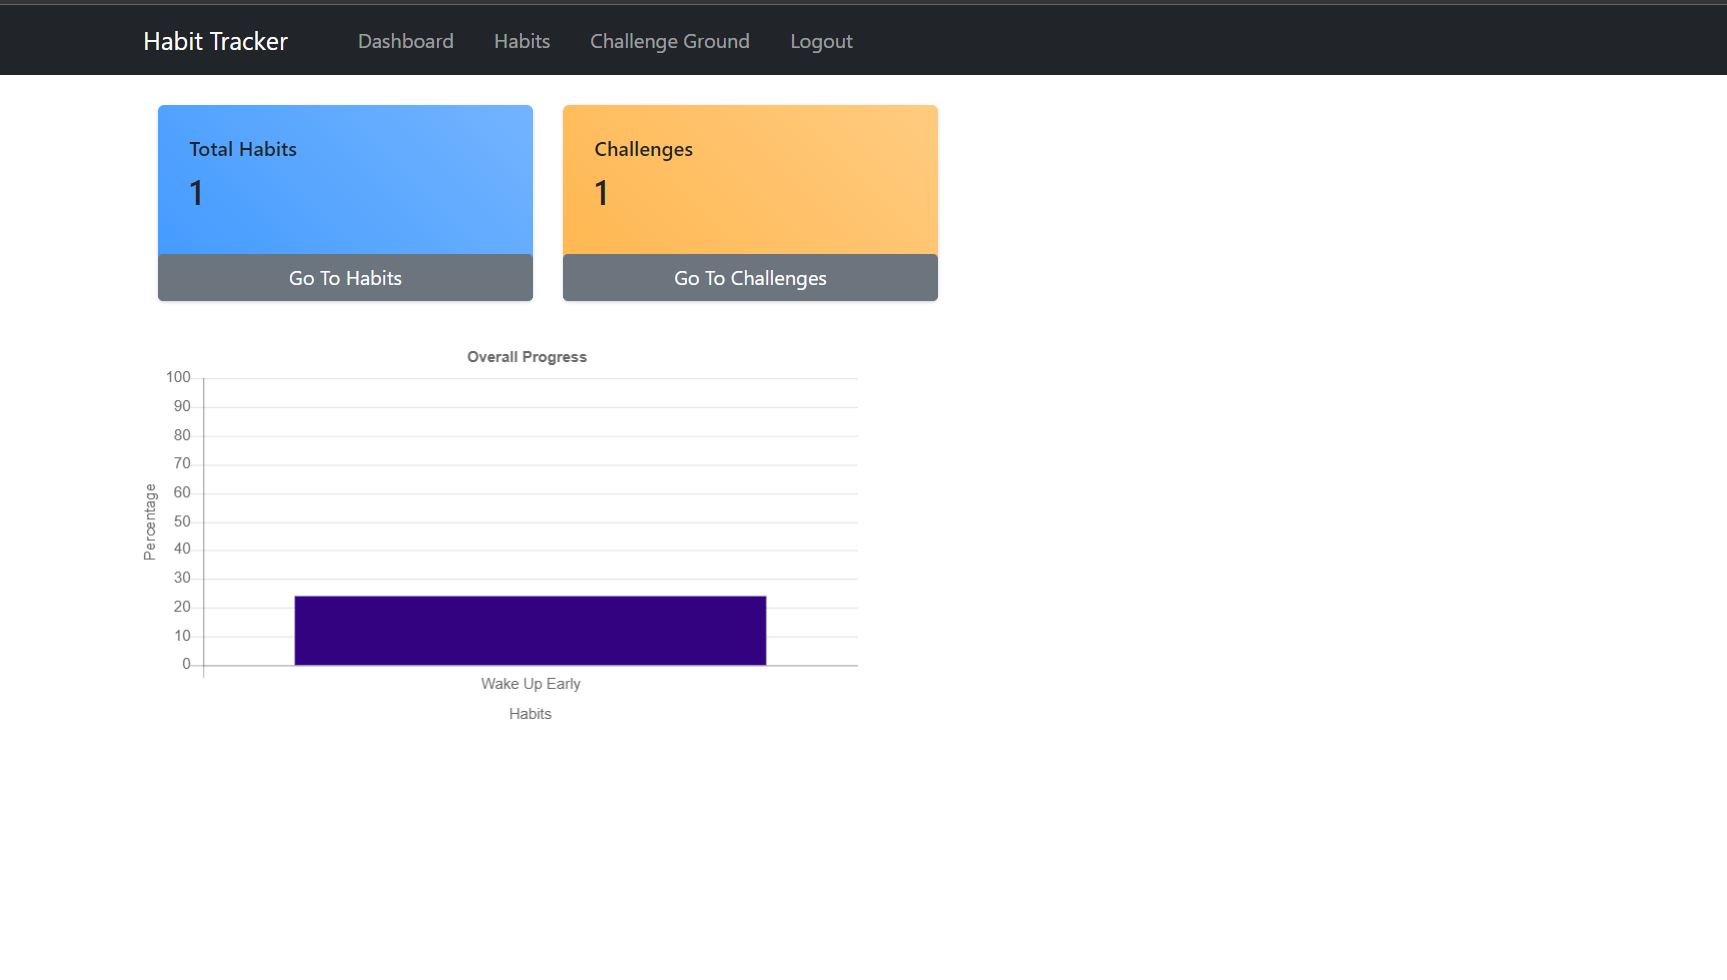 Habit Tracker Dashboard Habits Challenge Ground Logout
Total Habits
1
Go To Habits
Challenges
1
Go To Challenges
Overall Progress
100
90
80
70
60
50
40
30
20
10
0
Percentage
Wake Up Early
Habits